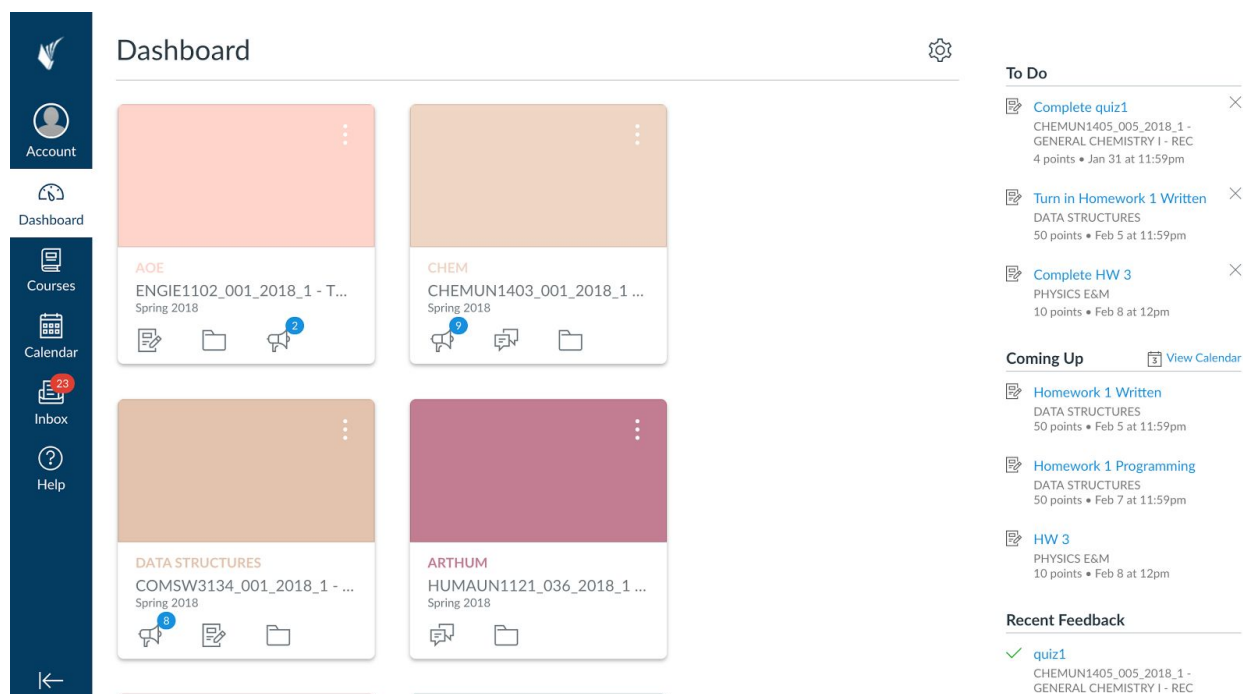 Dashboard
Account
Dashboard
Courses
Calendar
23
Inbox
Help
AOE
ENGIE1102_001_2018_1 - T...
Spring 2018
2
CHEM
CHEMUN1403_001_2018_1 ...
Spring 2018
9
DATA STRUCTURES
COMSW3134_001_2018_1 - ...
Spring 2018
8
ARTHUM
HUMAUN1121_036_2018_1 ...
Spring 2018
To Do
Complete quiz1
CHEMUN1405_005_2018_1 -
GENERAL CHEMISTRY I - REC
4 points • Jan 31 at 11:59pm
Turn in Homework 1 Written
DATA STRUCTURES
50 points • Feb 5 at 11:59pm
Complete HW 3
PHYSICS E&M
10 points • Feb 8 at 12pm
Coming Up
3 View Calendar
Homework 1 Written
DATA STRUCTURES
50 points • Feb 5 at 11:59pm
Homework 1 Programming
DATA STRUCTURES
50 points • Feb 7 at 11:59pm
HW 3
PHYSICS E&M
10 points • Feb 8 at 12pm
Recent Feedback
quiz1
CHEMUN1405_005_2018_1 -
GENERAL CHEMISTRY I - REC